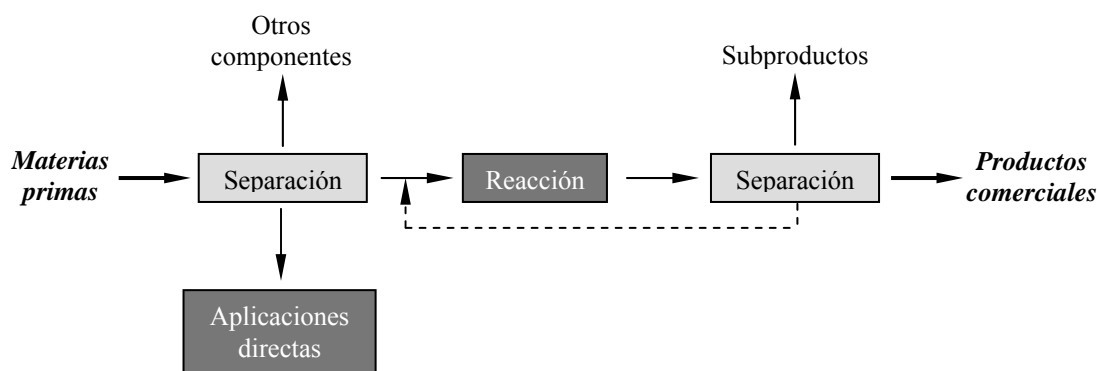 Otros
componentes
Subproductos
Materias
primas
Separación
Reacción
Separación
Productos
comerciales
Aplicaciones
directas